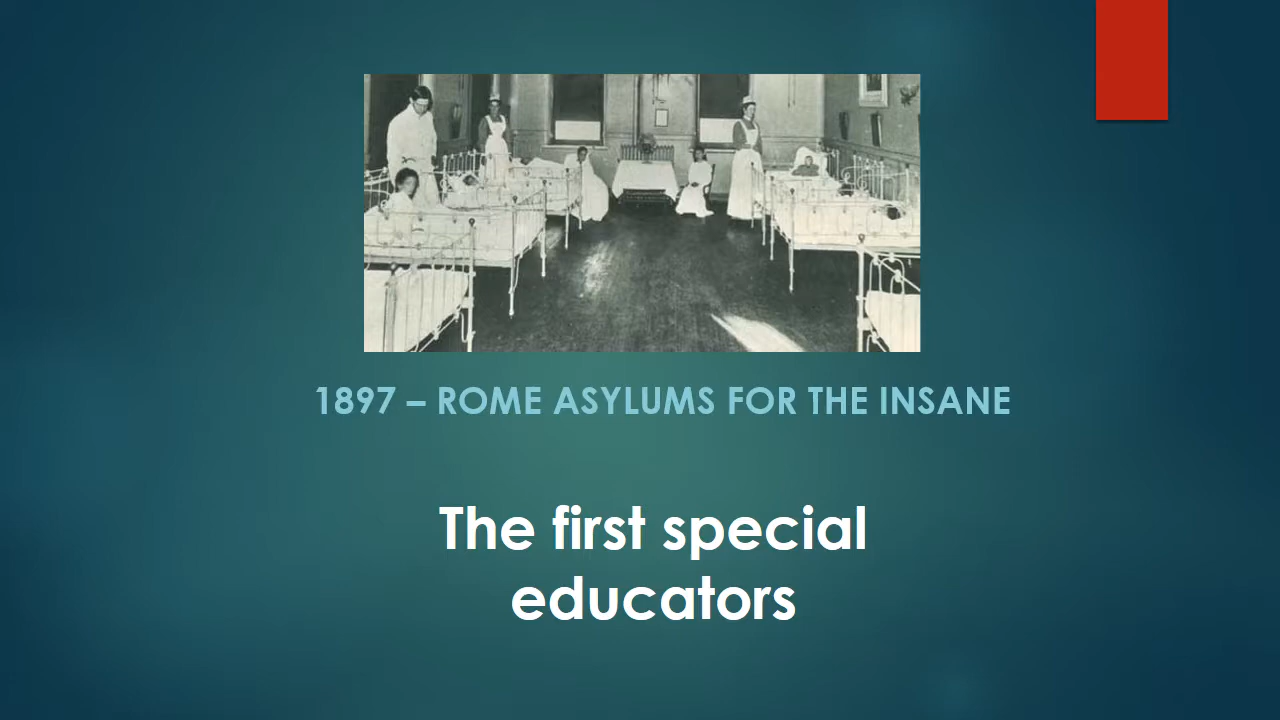 1897 – ROME ASYLUMS FOR THE INSANE
The first special
educators